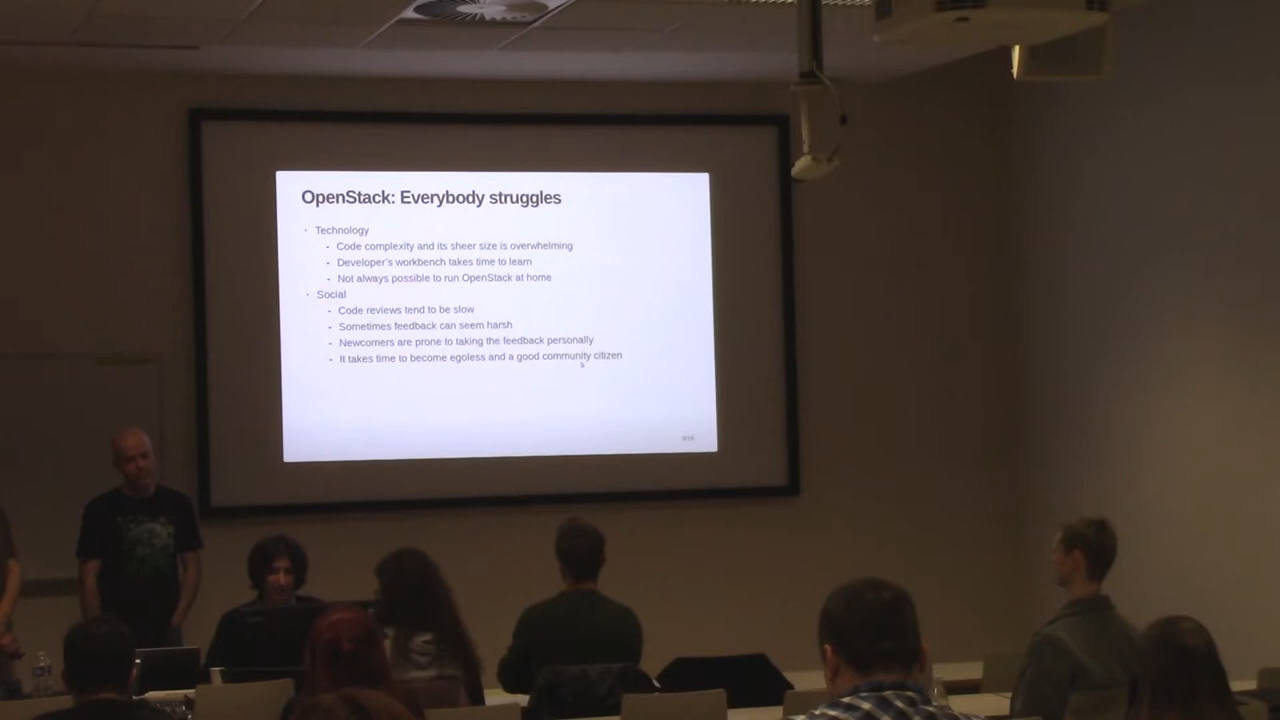 OpenStack: Everybody struggles
· Technology
- Code complexity and its sheer size is overwhelming
- Developer's workbench takes time to learn
- Not always possible to run OpenStack at home
· Social
- Code reviews tend to be slow
- Sometimes feedback can seem harsh
- Newcomers are prone to taking the feedback personally
- It takes time to become egoless and a good community citizen